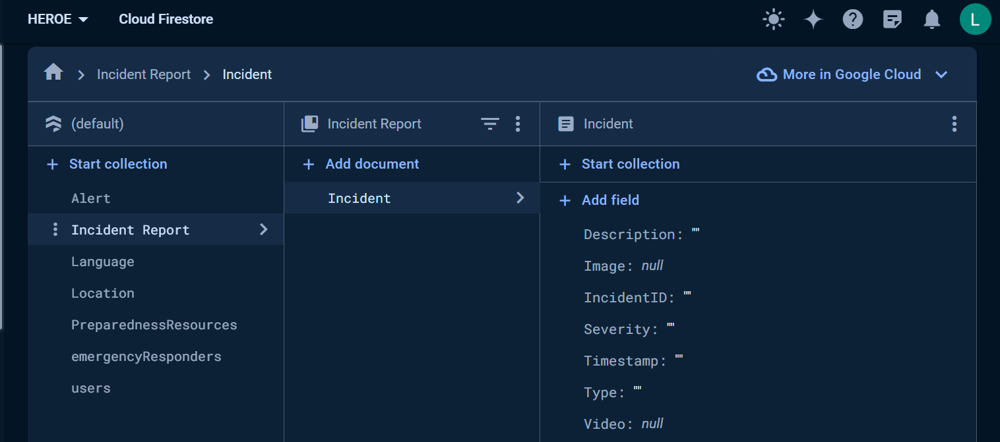 HEROE Cloud Firestore L
Incident Report Incident More in Google Cloud
(default)
Incident Report
Incident
Start collection
Alert
Incident Report
Language
Location
PreparednessResources
emergencyResponders
users
Add document
Incident
Start collection
Add field
Description: ""
Image: null
IncidentID: ""
Severity: ""
Timestamp: ""
Type: ""
Video: null